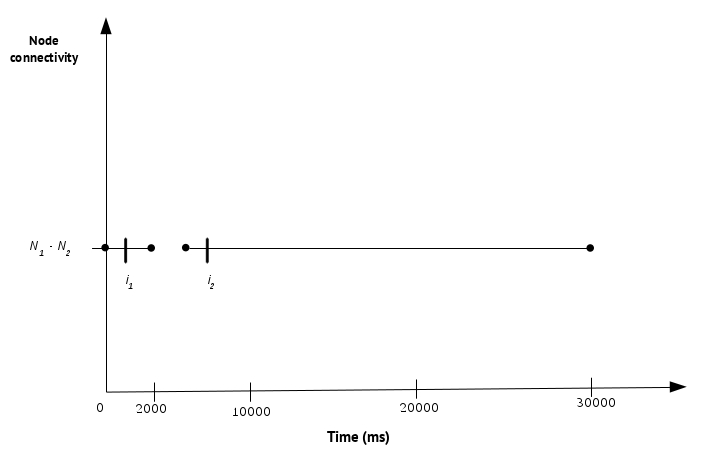 Node
connectivity
N1 - N2
i1
i2
0
2000
10000
20000
30000
Time (ms)